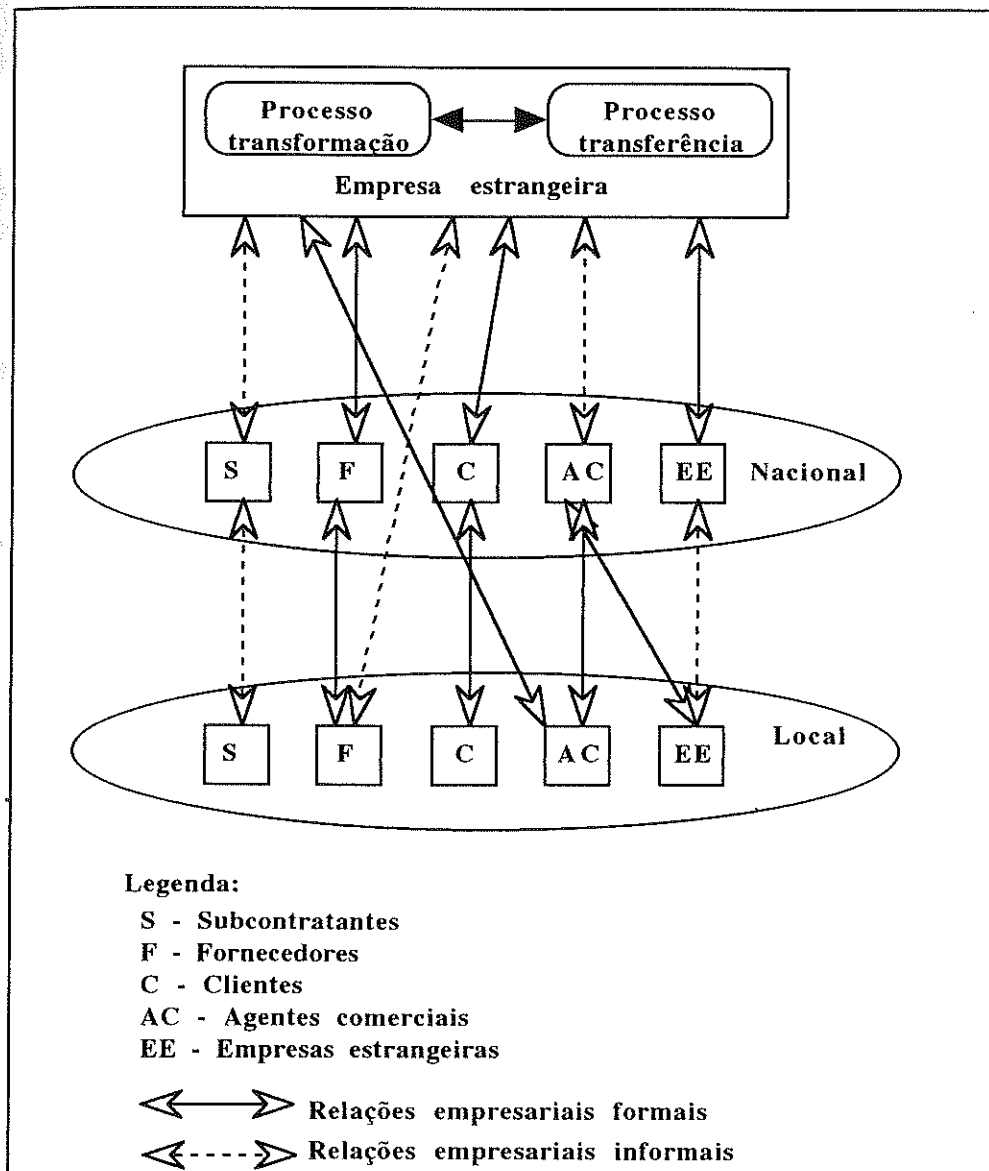 Processo
transformação
Processo
transferência
Empresa estrangeira
S
F
C
AC
EE
Nacional
S
F
C
AC
EE
Local
Legenda:
S - Subcontratantes
F - Fornecedores
C - Clientes
AC - Agentes comerciais
EE - Empresas estrangeiras
Relações empresariais formais
Relações empresariais informais